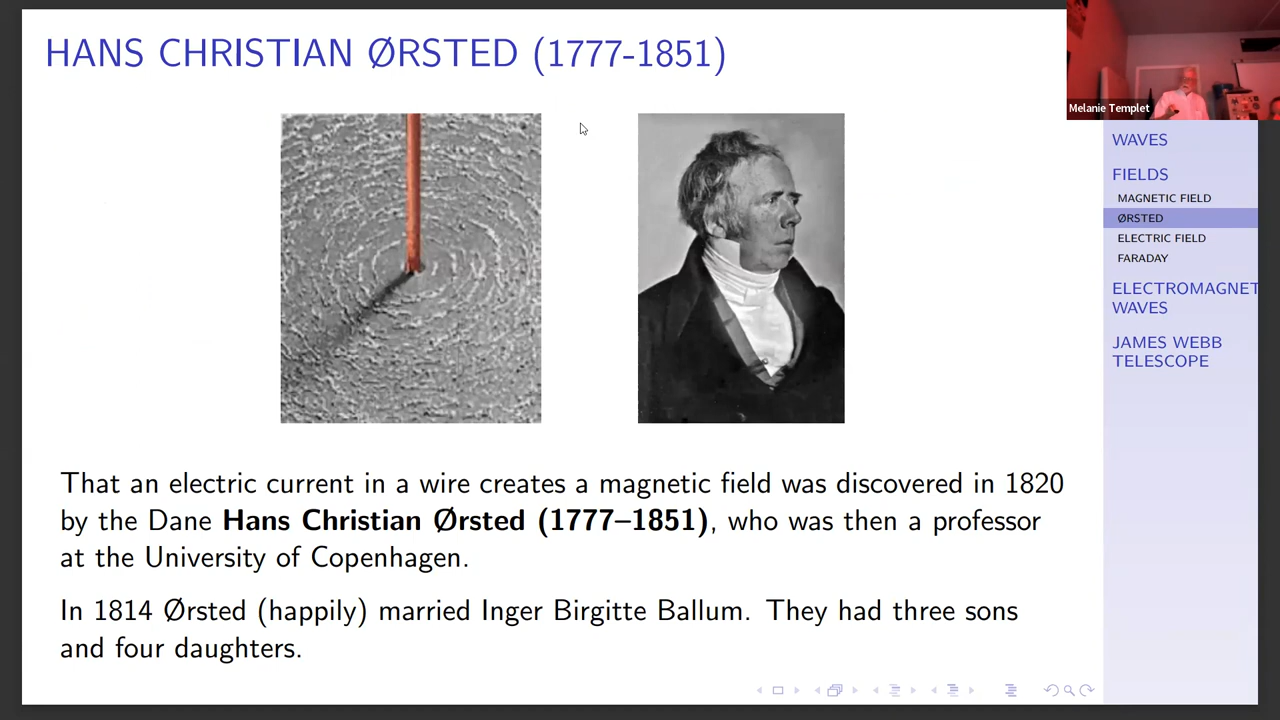 HANS CHRISTIAN ØRSTED (1777-1851)
Melanie Templet
WAVES
FIELDS
MAGNETIC FIELD
ØRSTED
ELECTRIC FIELD
FARADAY
ELECTROMAGNET
WAVES
JAMES WEBB
TELESCOPE
That an electric current in a wire creates a magnetic field was discovered in 1820
by the Dane Hans Christian Ørsted (1777–1851), who was then a professor
at the University of Copenhagen.
In 1814 Ørsted (happily) married Inger Birgitte Ballum. They had three sons
and four daughters.